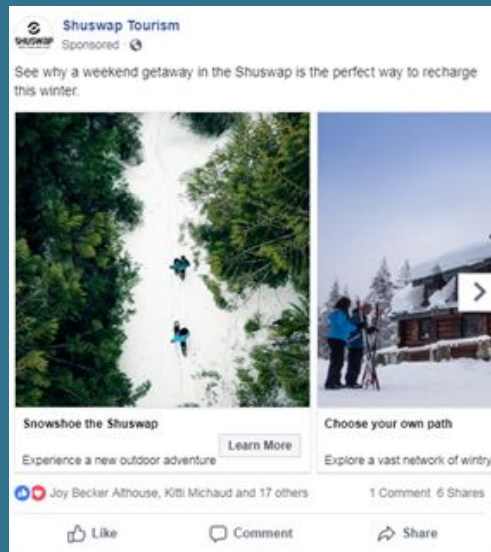 SHUSWAP
Shuswap Tourism
Sponsored ·
See why a weekend getaway in the Shuswap is the perfect way to recharge
this winter.
Snowshoe the Shuswap
Learn More
Experience a new outdoor adventure
Choose your own path
Explore a vast network of wintry
Joy Becker Althouse, Kitti Michaud and 17 others
1 Comment 6 Shares
Like
Comment
Share